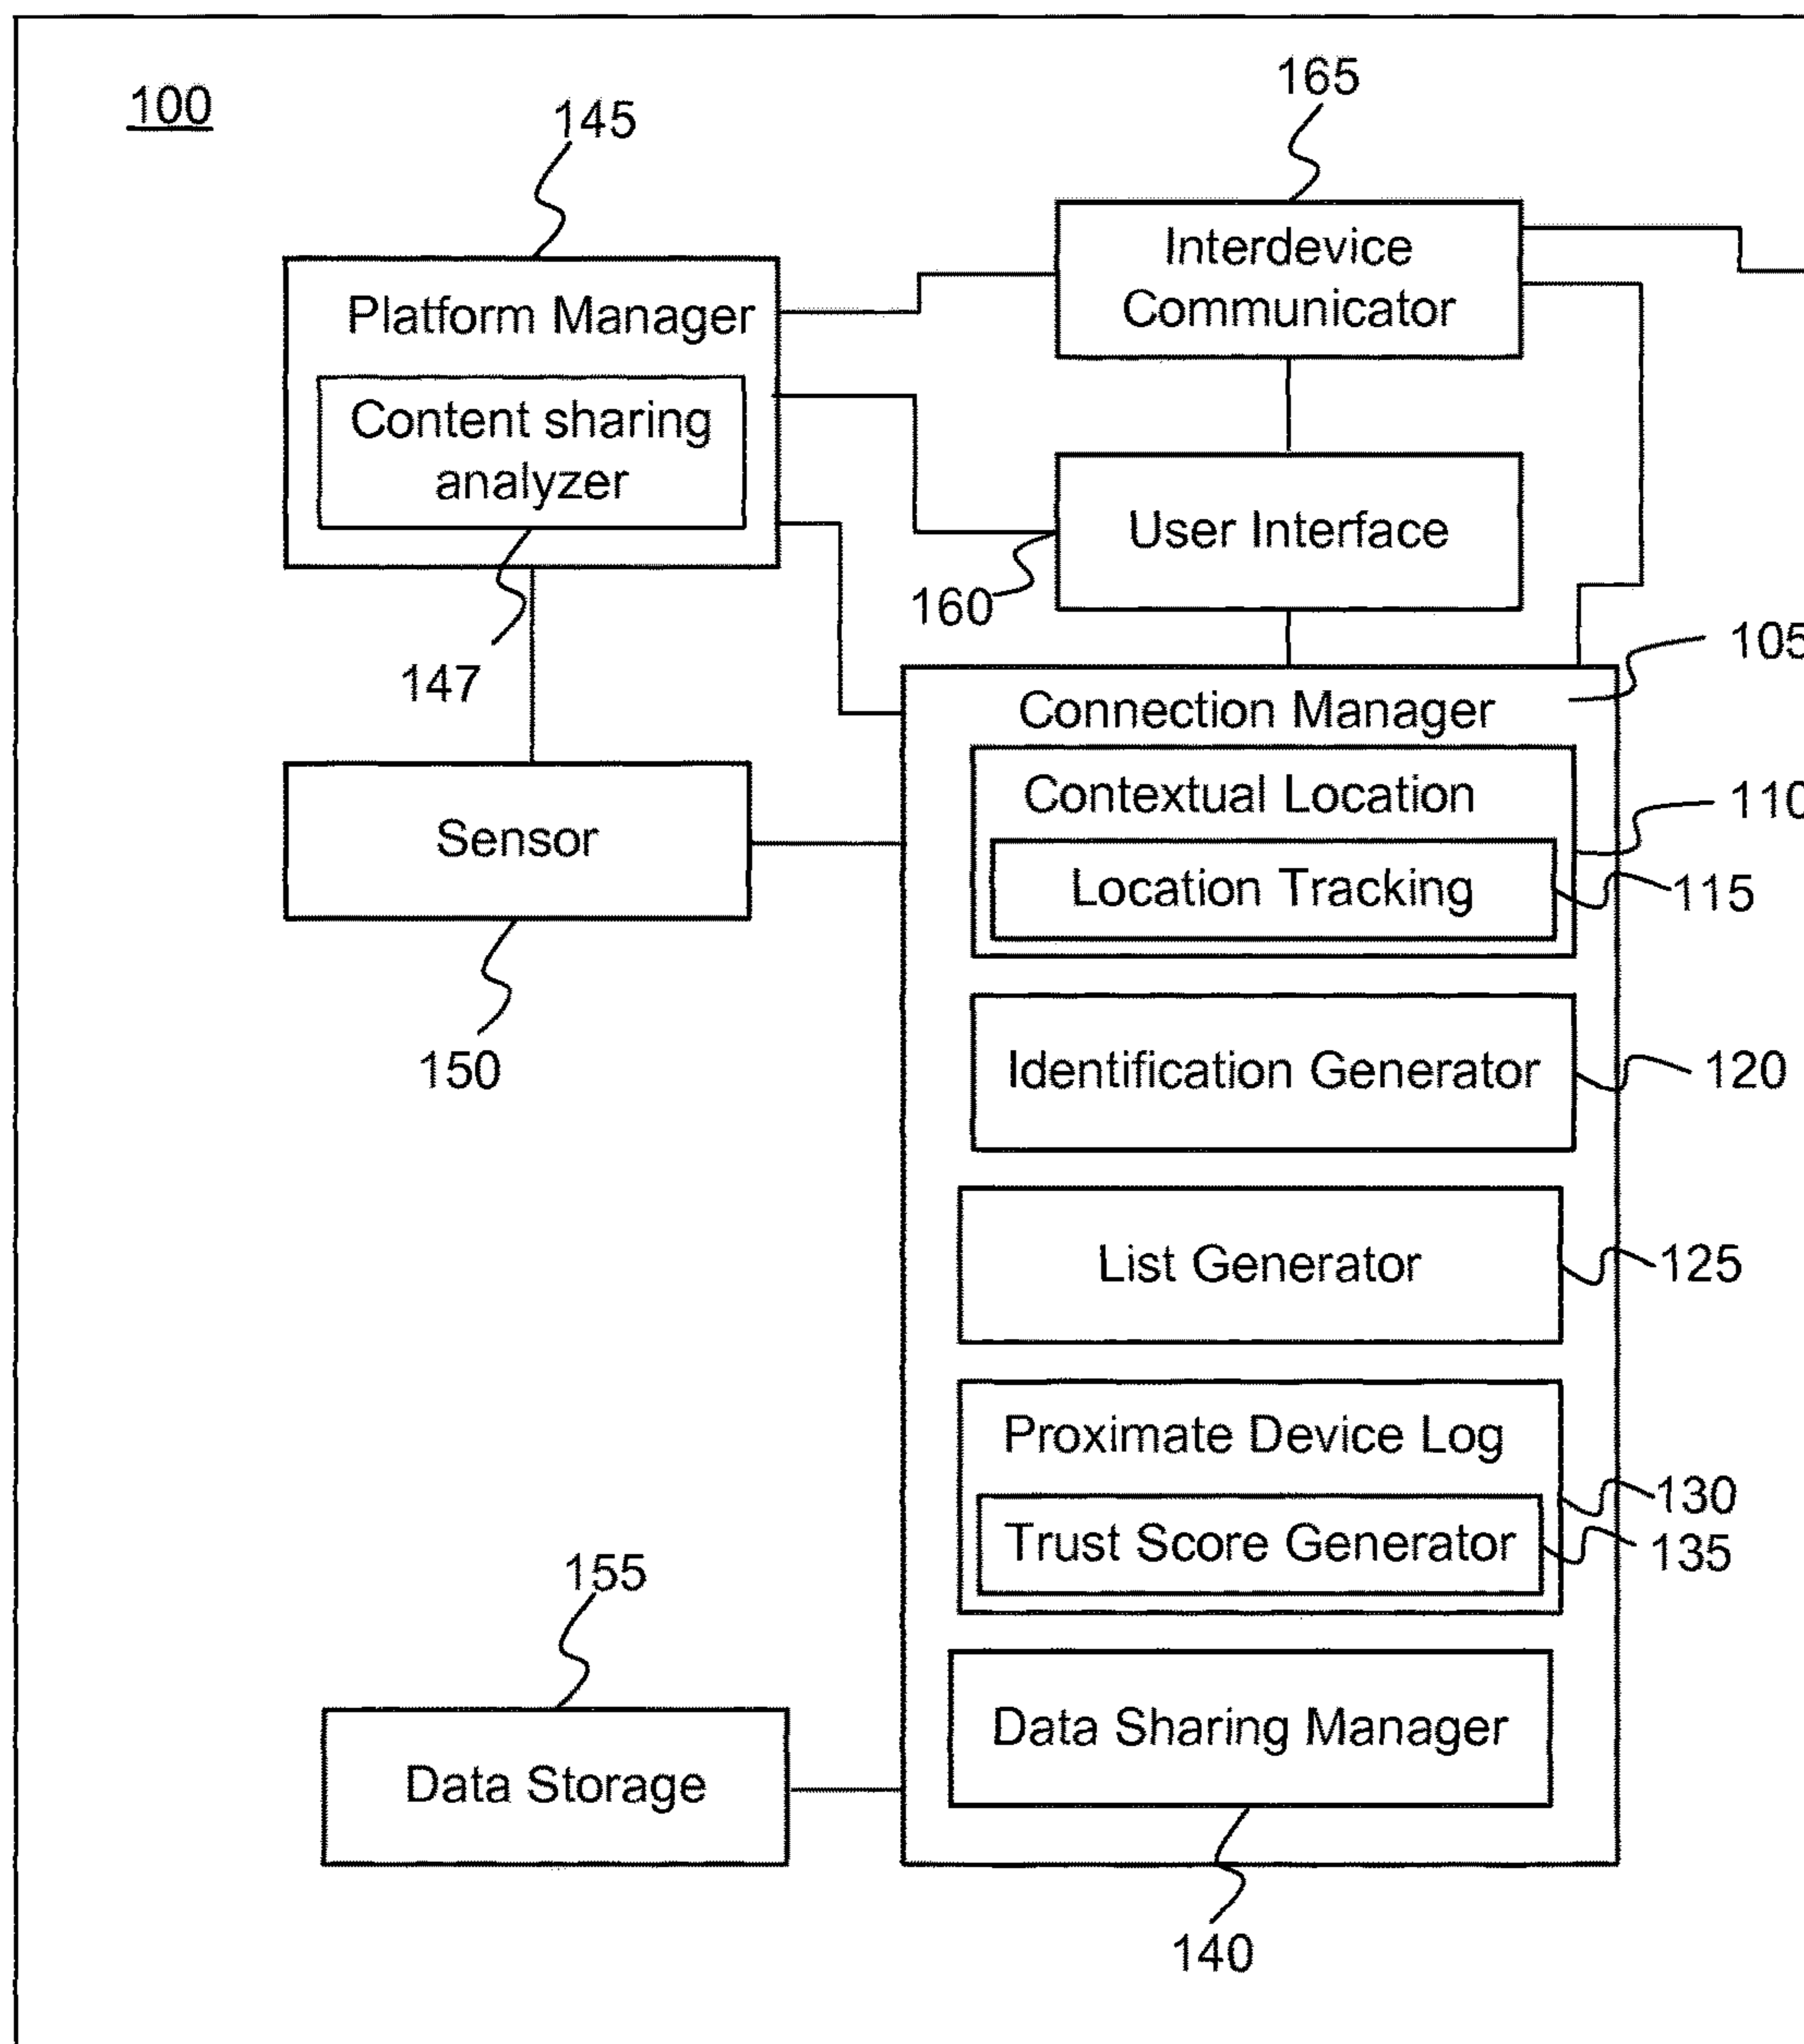 100
145
165
Platform Manager
Content sharing
analyzer
147
Interdevice
Communicator
User Interface
160
105
Connection Manager
Contextual Location
110
Location Tracking
115
Sensor
150
Identification Generator
120
List Generator
125
Proximate Device Log
130
Trust Score Generator
135
155
Data Storage
Data Sharing Manager
140